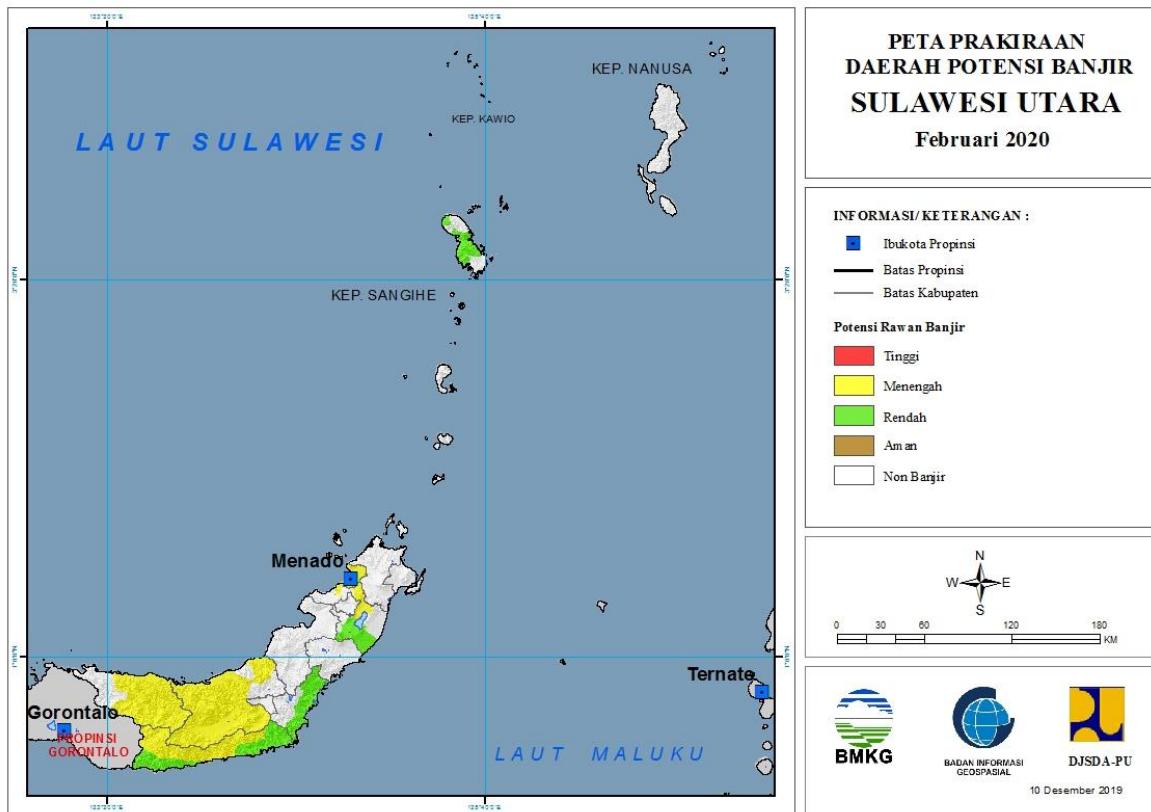 PETA PRAKIRAAN
DAERAH POTENSI BANJIR
SULAWESI UTARA
Februari 2020
KEP. NANUSA
KEP. KAWIO
LAUT SULAWESI
KEP. SANGIHE
Menado
Ternate
Gorontalo
PROPINSI
GORONTALO
LAUT MALUKU
INFORMASI/ KETERANGAN :
Ibukota Propinsi
Batas Propinsi
Batas Kabupaten
Potensi Rawan Banjir
Tinggi
Menengah
Rendah
Aman
Non Banjir
N
W E
S
0 30 60 120 180
KM
BMKG
BADAN INFORMASI
GEOSPASIAL
DJSDA-PU
10 Desember 2019